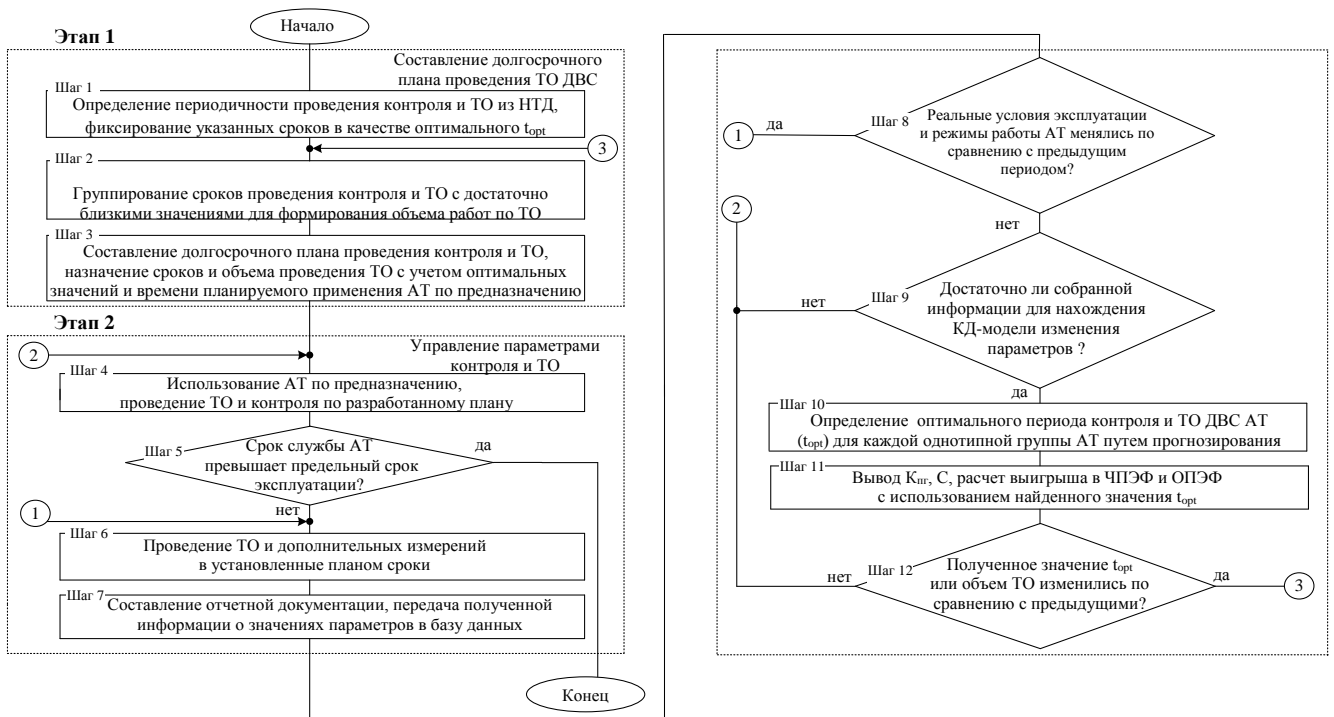 Начало
Этап 1
Составление долгосрочного
плана проведения ТО ДВС
Шаг 1
Определение периодичности проведения контроля и ТО из НТД,
фиксирование указанных сроков в качестве оптимального topt
3
Шаг 2
Группирование сроков проведения контроля и ТО с достаточно
близкими значениями для формирования объема работ по ТО
Шаг 3
Составление долгосрочного плана проведения контроля и ТО,
назначение сроков и объема проведения ТО с учетом оптимальных
значений и времени планируемого применения АТ по предназначению
Этап 2
Управление параметрами
контроля и ТО
2
Шаг 4
Использование АТ по предназначению,
проведение ТО и контроля по разработанному плану
Шаг 5
Срок службы АТ
превышает предельный срок
эксплуатации?
да
нет
1
Шаг 6
Проведение ТО и дополнительных измерений
в установленные планом сроки
Шаг 7
Составление отчетной документации, передача полученной
информации о значениях параметров в базу данных
Конец
Шаг 8
Реальные условия эксплуатации
и режимы работы АТ менялись по
сравнению с предыдущим
периодом?
да
1
нет
2
Шаг 9
Достаточно ли собранной
информации для нахождения
КД-модели изменения
параметров ?
нет
да
Шаг 10
Определение оптимального периода контроля и ТО ДВС АТ
(topt) для каждой однотипной группы АТ путем прогнозирования
Шаг 11
Вывод Кпг, С, расчет выигрыша в ЧПЭФ и ОПЭФ
с использованием найденного значения topt
Шаг 12
Полученное значение topt
или объем ТО изменились по
сравнению с предыдущими?
нет
да
3